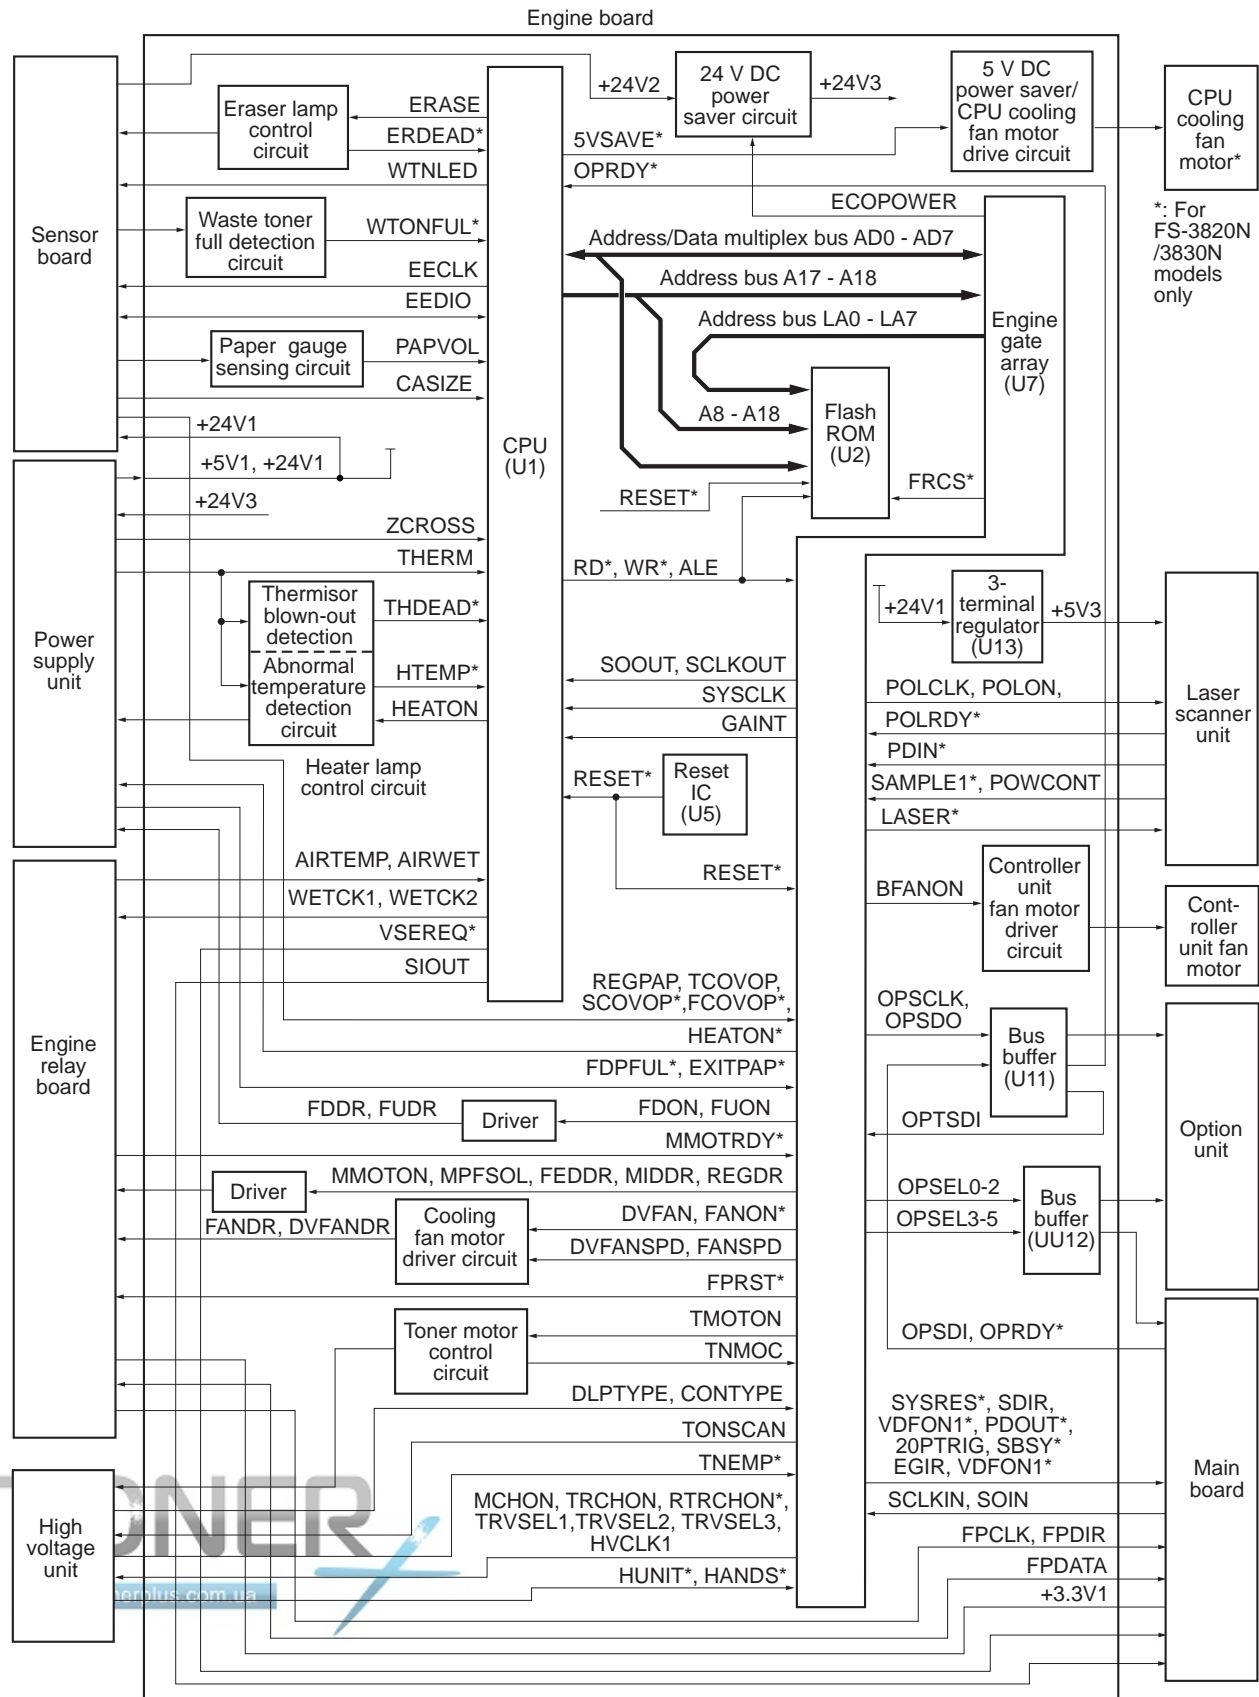 Engine board
Sensor
board
Eraser lamp
control
circuit
ERASE
ERDEAD*
WTNLED
Waste toner
full detection
circuit
WTONFUL*
EECLK
EEDIO
Paper gauge
sensing circuit
PAPVOL
CASIZE
+24V1
+5V1, +24V1
+24V3
ZCROSS
THERM
Power
supply
unit
Thermisor
blown-out
detection
THDEAD*
Abnormal
temperature
detection
circuit
HTEMP*
HEATON
Heater lamp
control circuit
CPU
(U1)
+24V2
24 V DC
power
saver circuit
+24V3
5 V DC
power saver/
CPU cooling
fan motor
drive circuit
CPU
cooling
fan
motor*
*: For
FS-3820N
/3830N
models
only
5VSAVE*
OPRDY*
ECOPOWER
Address/Data multiplex bus AD0 - AD7
Address bus A17 - A18
Address bus LA0 - LA7
Engine
gate
array
(U7)
A8 - A18
Flash
ROM
(U2)
RESET*
FRCS*
RD*, WR*, ALE
+24V1
3-
terminal
regulator
(U13)
+5V3
SOOUT, SCLKOUT
SYSCLK
GAINT
POLCLK, POLON,
POLRDY*
PDIN*
SAMPLE1*, POWCONT
LASER*
Laser
scanner
unit
RESET*
Reset
IC
(U5)
RESET*
BFANON
Controller
unit
fan motor
driver
circuit
Cont-
roller
unit fan
motor
AIRTEMP, AIRWET
WETCK1, WETCK2
VSEREQ*
SIOUT
Engine
relay
board
REGPAP, TCOVOP,
SCOVOP*,FCOVOP*,
HEATON*
FDPFUL*, EXITPAP*
FDDR, FUDR
Driver
FDON, FUON
MMOTRDY*
Driver
MMOTON, MPFSOL, FEDDR, MIDDR, REGDR
FANDR, DVFANDR
Cooling
fan motor
driver circuit
DVFAN, FANON*
DVFANSPD, FANSPD
FPRST*
OPSCLK,
OPSDO
Bus
buffer
(U11)
OPTSDI
Option
unit
OPSEL0-2
OPSEL3-5
Bus
buffer
(UU12)
OPSDI, OPRDY*
Toner motor
control
circuit
TMOTON
TNMOC
DLPTYPE, CONTYPE
TONSCAN
TNEMP*
MCHON, TRCHON, RTRCHON*,
TRVSEL1,TRVSEL2, TRVSEL3,
HVCLK1
HUNIT*, HANDS*
High
voltage
unit
SYSRES*, SDIR,
VDFON1*, PDOUT*,
20PTRIG, SBSY*
EGIR, VDFON1*
SCLKIN, SOIN
FPCLK, FPDIR
FPDATA
+3.3V1
Main
board